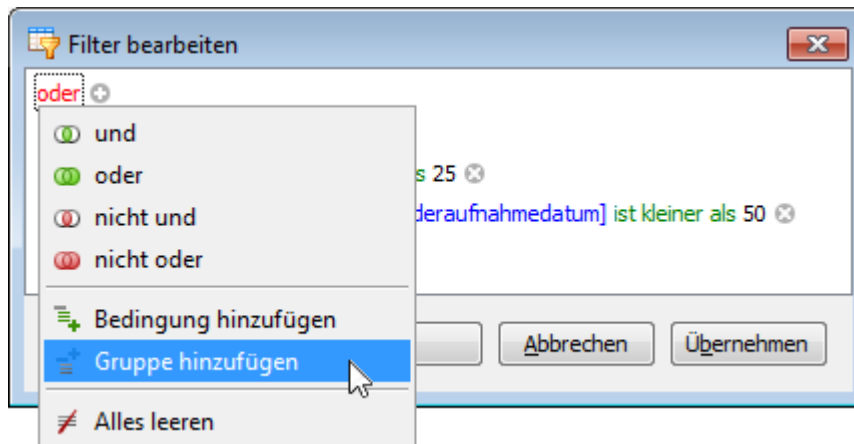 Filter bearbeiten
oder
und
oder
25
nicht und
ist kleiner als 50
nicht oder
Bedingung hinzufügen
Abbrechen Übernehmen
Gruppe hinzufügen
Alles leeren